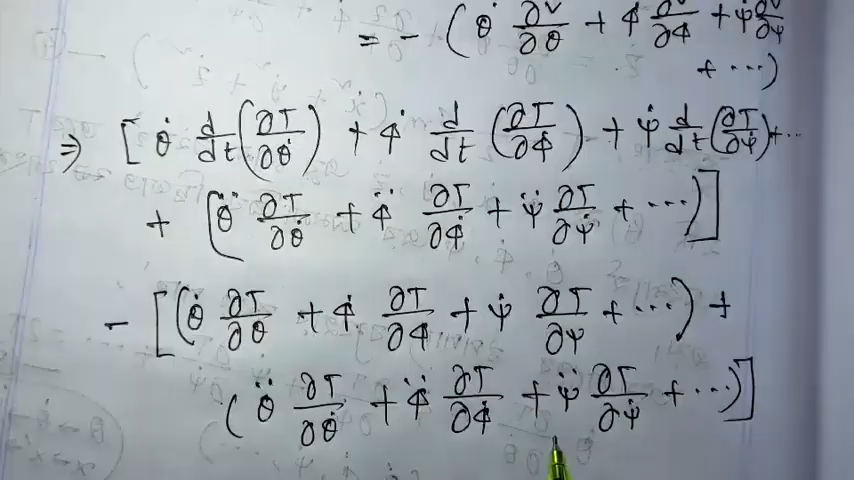 = - ( θ̇ ∂V/∂θ + ϕ̇ ∂V/∂ϕ + ψ̇ ∂V/∂ψ
+ ⋯ )
⇒ [ θ̇ d/dt (∂T/∂θ̇) + ϕ̇ d/dt (∂T/∂ϕ̇) + ψ̇ d/dt (∂T/∂ψ̇) + ⋯
+ ( θ̈ ∂T/∂θ̇ + ϕ̈ ∂T/∂ϕ̇ + ψ̈ ∂T/∂ψ̇ + ⋯ ) ]
- [ ( θ̇ ∂T/∂θ + ϕ̇ ∂T/∂ϕ + ψ̇ ∂T/∂ψ + ⋯ ) +
( θ̈ ∂T/∂θ̇ + ϕ̈ ∂T/∂ϕ̇ + ψ̈ ∂T/∂ψ̇ + ⋯ ) ]